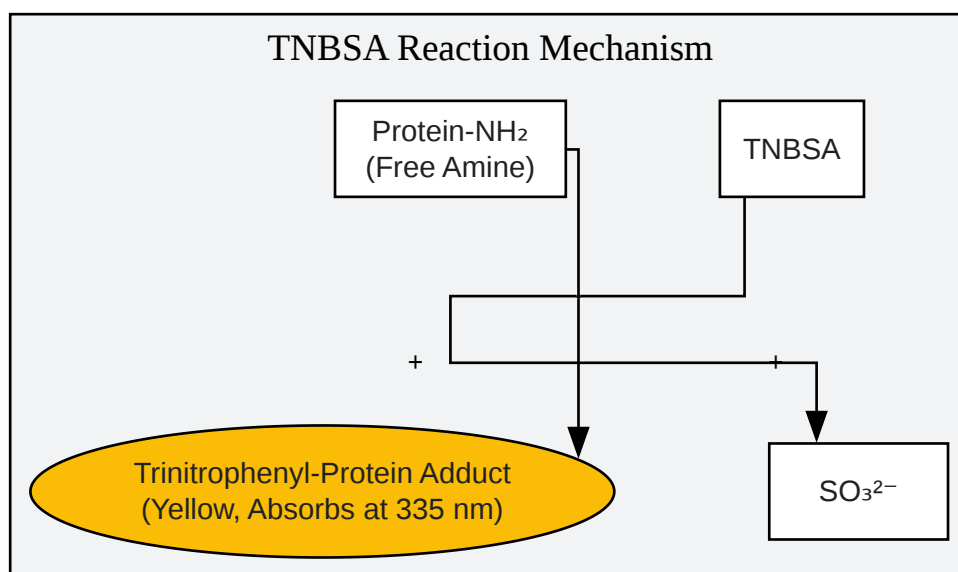 TNBSA Reaction Mechanism
Protein-NH₂
(Free Amine)
TNBSA
+
+
Trinitrophenyl-Protein Adduct
(Yellow, Absorbs at 335 nm)
SO₃²⁻